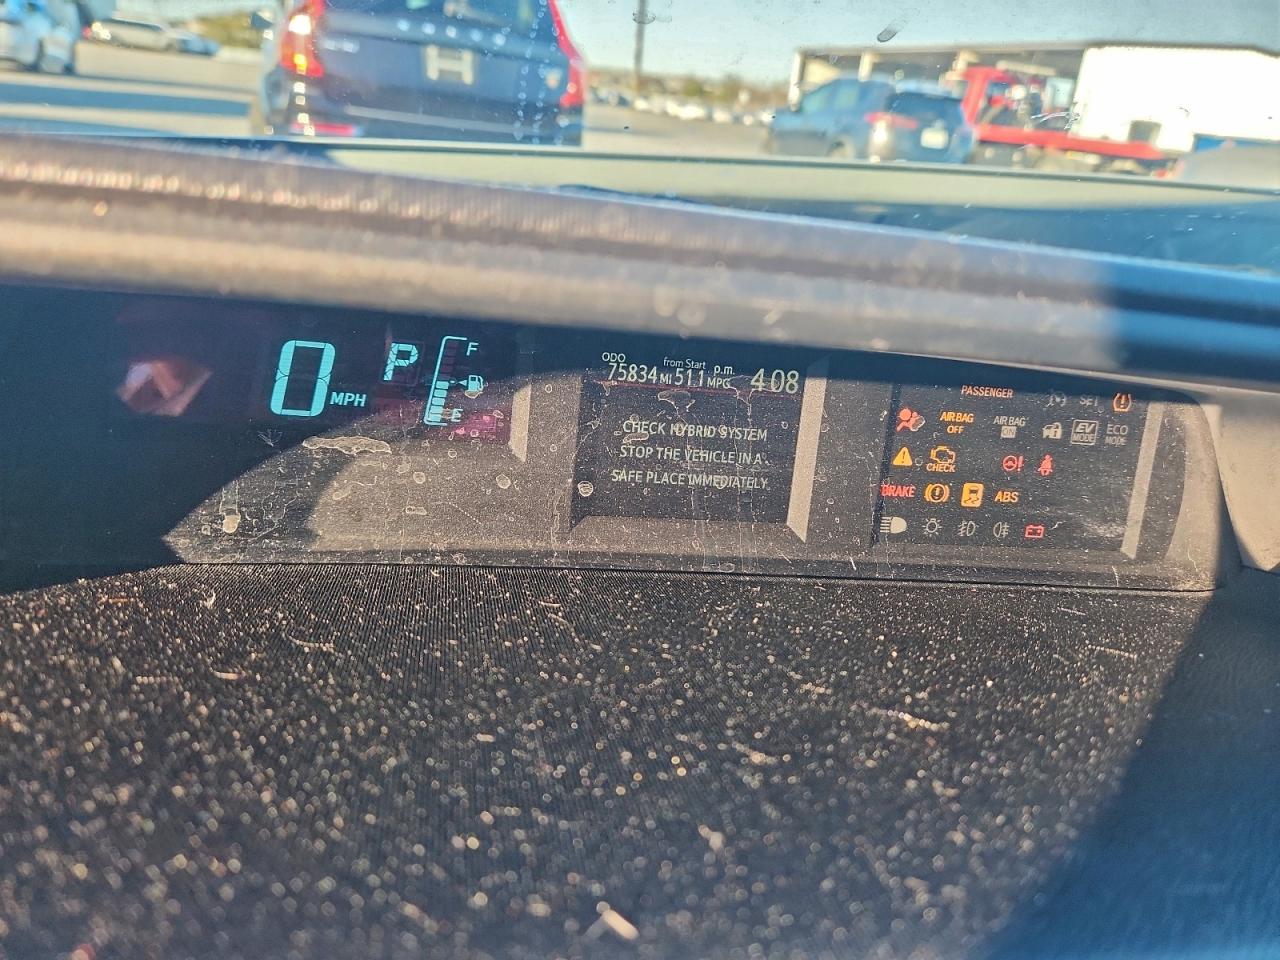 0 MPH
P
F
E
ODO
from Start p.m.
75834 MI 51.1 MPG 4:08
CHECK HYBRID SYSTEM
STOP THE VEHICLE IN A
SAFE PLACE IMMEDIATELY
PASSENGER
SET
AIR BAG OFF
AIR BAG ON
EV MODE
ECO MODE
CHECK
BRAKE
ABS